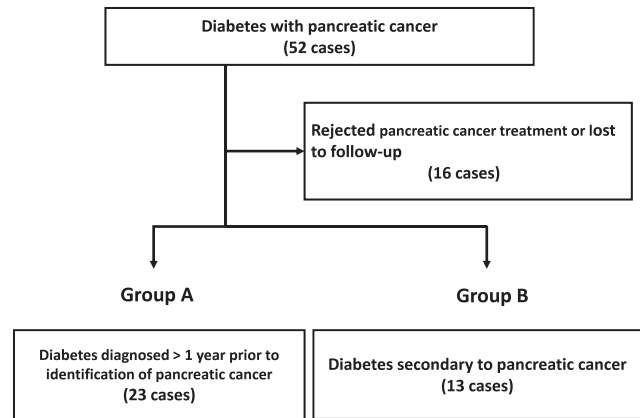 Diabetes with pancreatic cancer
(52 cases)
Rejected pancreatic cancer treatment or lost
to follow-up
(16 cases)
Group A
Group B
Diabetes diagnosed > 1 year prior to
identification of pancreatic cancer
(23 cases)
Diabetes secondary to pancreatic cancer
(13 cases)